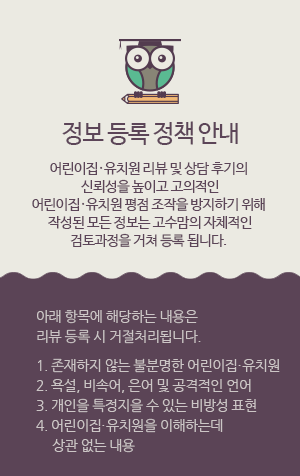 정보 등록 정책 안내
어린이집·유치원 리뷰 및 상담 후기의
신뢰성을 높이고 고의적인
어린이집·유치원 평점 조작을 방지하기 위해
작성된 모든 정보는 고수맘의 자체적인
검토과정을 거쳐 등록 됩니다.
아래 항목에 해당하는 내용은
리뷰 등록 시 거절처리됩니다.
1. 존재하지 않는 불분명한 어린이집·유치원
2. 욕설, 비속어, 은어 및 공격적인 언어
3. 개인을 특정지을 수 있는 비방성 표현
4. 어린이집·유치원을 이해하는데
상관 없는 내용